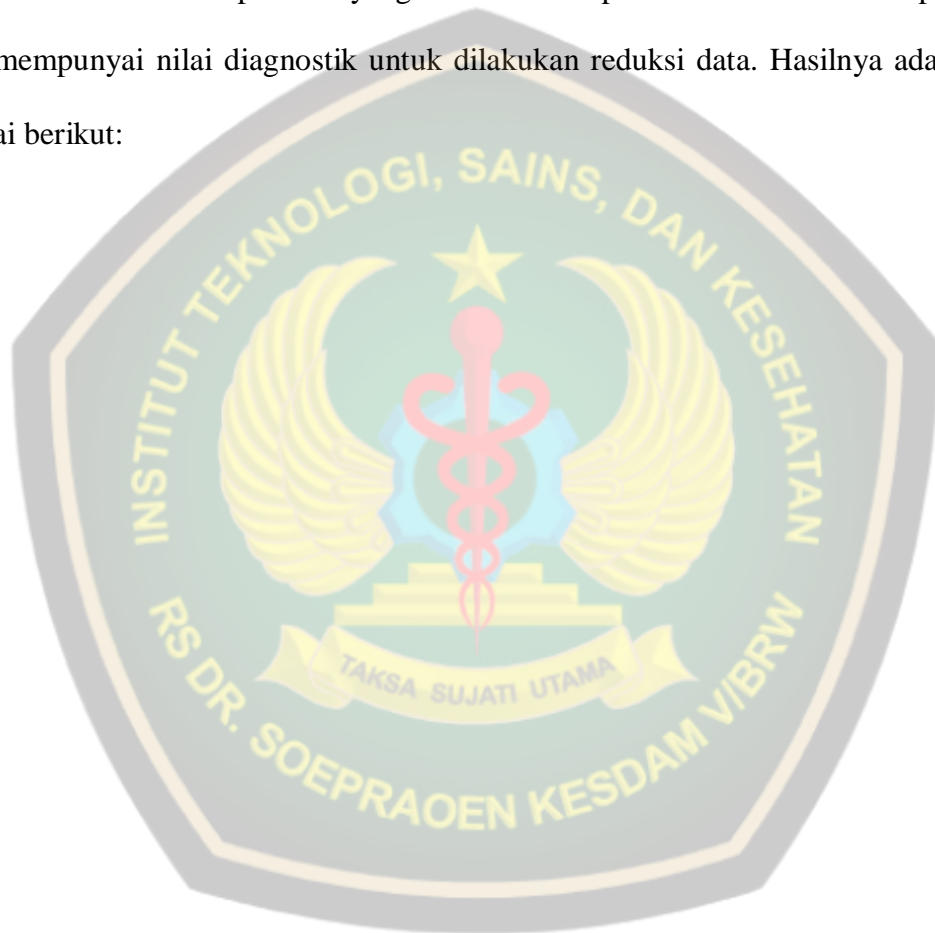 mempunyai nilai diagnostik untuk dilakukan reduksi data. Hasilnya ada
ai berikut:
INSTITUT TEKNOLOGI, SAINS, DAN KESEHATAN
TAKSA SUJATI UTAMA
RS DR. SOEPRAOEN KESDAM V/BRW